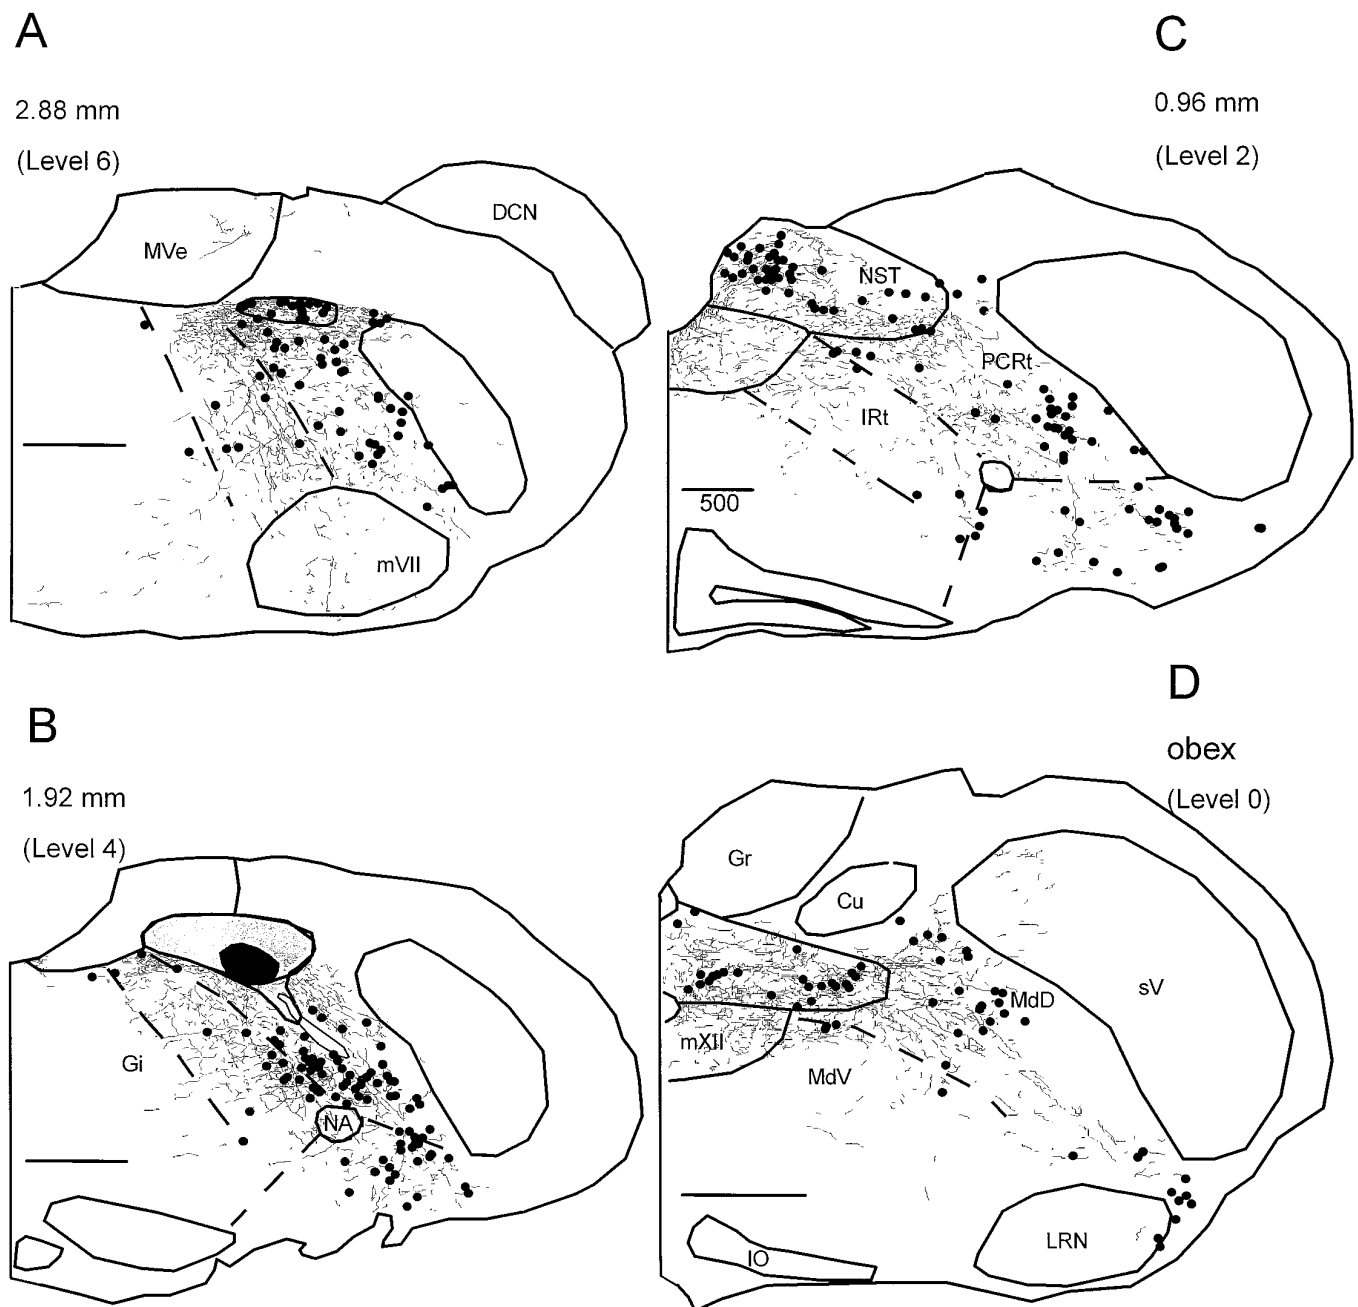 A
2.88 mm
(Level 6)
DCN
MVe
mVII
C
0.96 mm
(Level 2)
NST
PCRt
IRt
500
B
1.92 mm
(Level 4)
Gi
NA
D
obex
(Level 0)
Gr
Cu
sV
MdD
mXII
MdV
LRN
IO